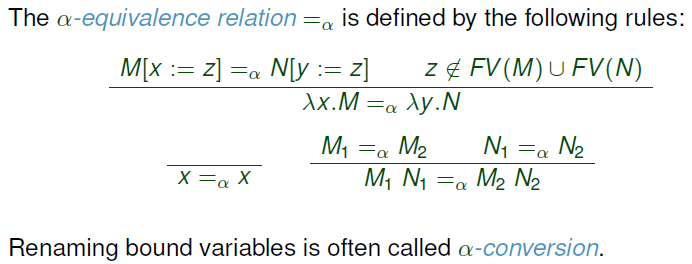 The α-equivalence relation =α is defined by the following rules:
M[x := z] =α N[y := z] z ∉ FV(M) ∪ FV(N)
λx.M =α λy.N
M₁ =α M₂ N₁ =α N₂
x =α x M₁ N₁ =α M₂ N₂
Renaming bound variables is often called α-conversion.